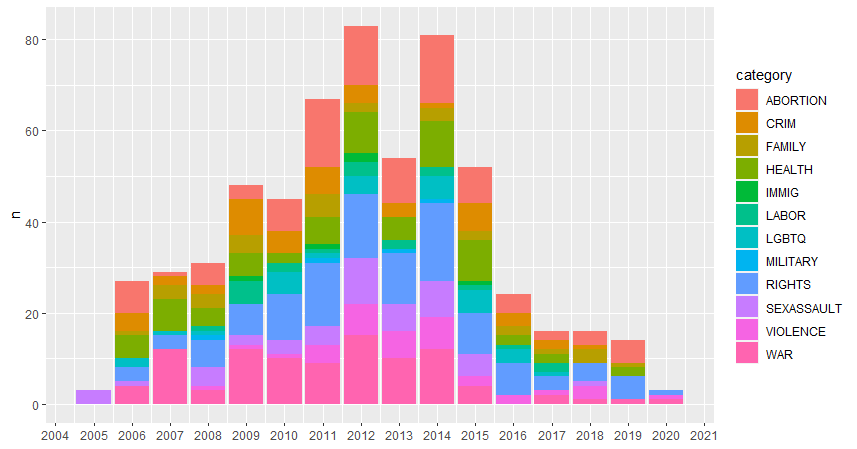 n
80
60
40
20
0
2004 2005 2006 2007 2008 2009 2010 2011 2012 2013 2014 2015 2016 2017 2018 2019 2020 2021
category
ABORTION
CRIM
FAMILY
HEALTH
IMMIG
LABOR
LGBTQ
MILITARY
RIGHTS
SEXASSAULT
VIOLENCE
WAR